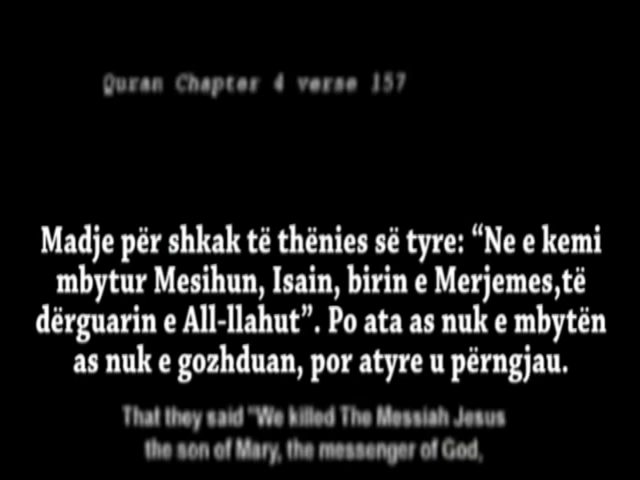 Quran Chapter 4 verse 157
Madje për shkak të thënies së tyre: “Ne e kemi
mbytur Mesihun, Isain, birin e Merjemes,të
dërguarin e All-llahut”. Po ata as nuk e mbytën
as nuk e gozhduan, por atyre u përngjau.
That they said "We killed The Messiah Jesus
the son of Mary, the messenger of God,